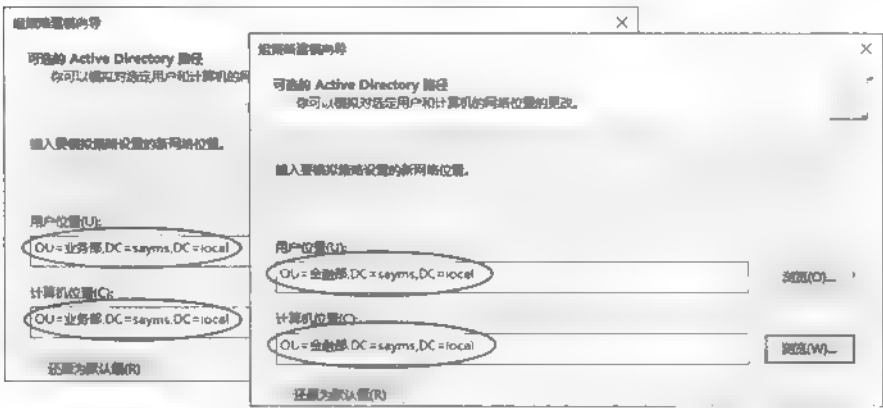 组策略建模向导
可选的 Active Directory 路径
你可以模拟对选定用户和计算机的网
输入要模拟策略设置的新网络位置。
用户位置(U):
OU=业务部,DC=sayms,DC=local
计算机位置(C):
OU=业务部,DC=sayms,DC=local
还原为默认值(R)
组策略建模向导
可选的 Active Directory 路径
你可以模拟对选定用户和计算机的网络位置的更改。
输入要模拟策略设置的新网络位置。
用户位置(U):
OU=金融部,DC=sayms,DC=local
浏览(O)...
计算机位置(C):
OU=金融部,DC=sayms,DC=local
浏览(W)...
还原为默认值(R)